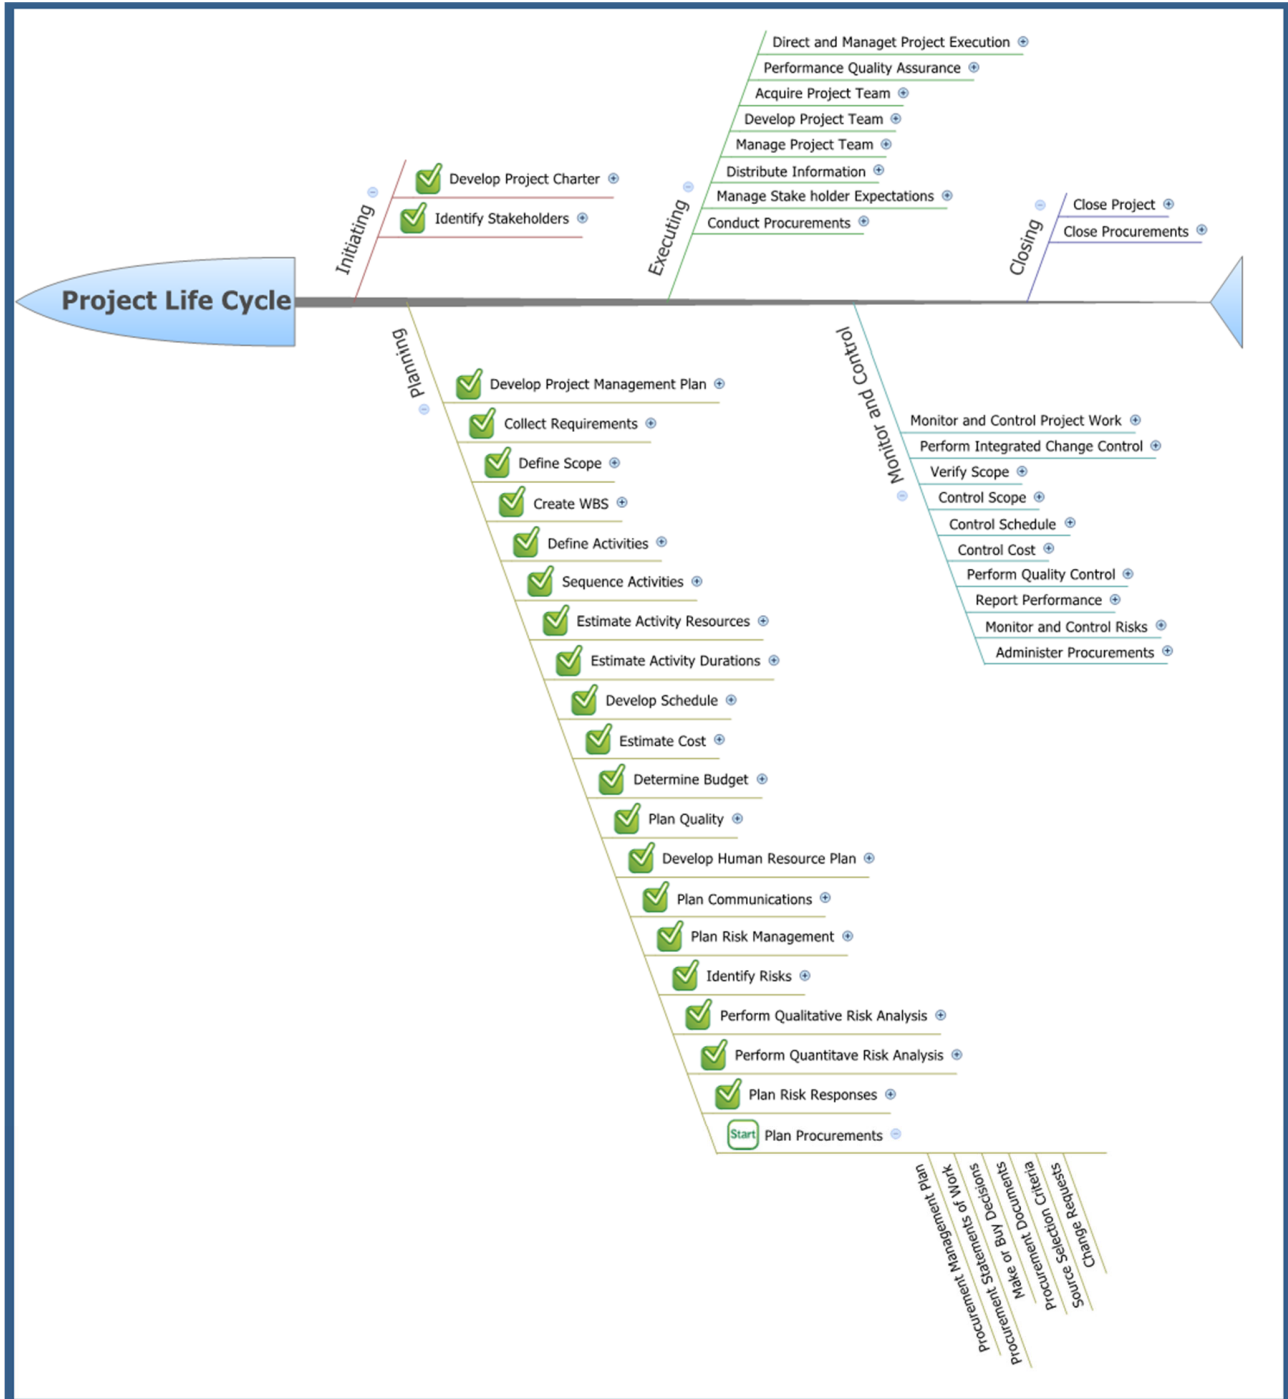 Project Life Cycle
Initiating
Develop Project Charter
Identify Stakeholders
Planning
Develop Project Management Plan
Collect Requirements
Define Scope
Create WBS
Define Activities
Sequence Activities
Estimate Activity Resources
Estimate Activity Durations
Develop Schedule
Estimate Cost
Determine Budget
Plan Quality
Develop Human Resource Plan
Plan Communications
Plan Risk Management
Identify Risks
Perform Qualitative Risk Analysis
Perform Quantitave Risk Analysis
Plan Risk Responses
Start Plan Procurements
Procurement Management Plan
Procurement Statements of Work
Make or Buy Decisions
Procurement Documents
Source Selection Criteria
Change Requests
Executing
Direct and Managet Project Execution
Performance Quality Assurance
Acquire Project Team
Develop Project Team
Manage Project Team
Distribute Information
Manage Stake holder Expectations
Conduct Procurements
Monitor and Control
Monitor and Control Project Work
Perform Integrated Change Control
Verify Scope
Control Scope
Control Schedule
Control Cost
Perform Quality Control
Report Performance
Monitor and Control Risks
Administer Procurements
Closing
Close Project
Close Procurements